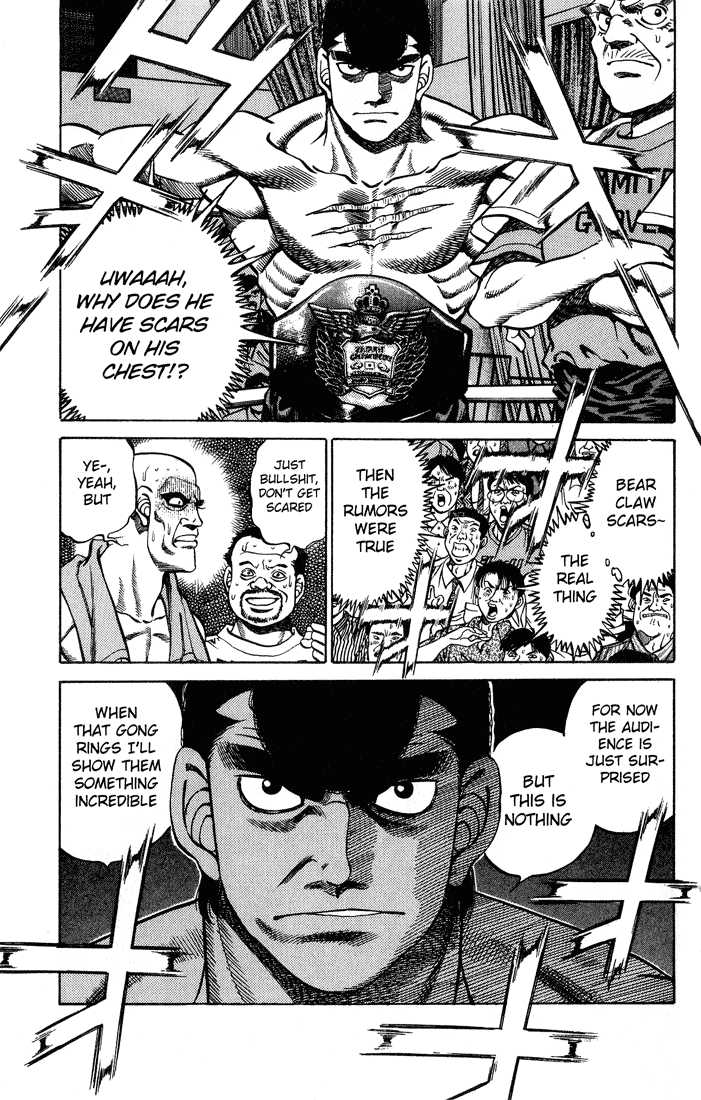 UWAAAH,
WHY DOES HE
HAVE SCARS
ON HIS
CHEST!?
BEAR
CLAW
SCARS~
THE
REAL
THING
THEN
THE
RUMORS
WERE
TRUE
JUST
BULLSHIT,
DON'T GET
SCARED
YE-,
YEAH,
BUT
FOR NOW
THE AUDI-
ENCE IS
JUST SUR-
PRISED
BUT
THIS IS
NOTHING
WHEN
THAT GONG
RINGS I'LL
SHOW THEM
SOMETHING
INCREDIBLE